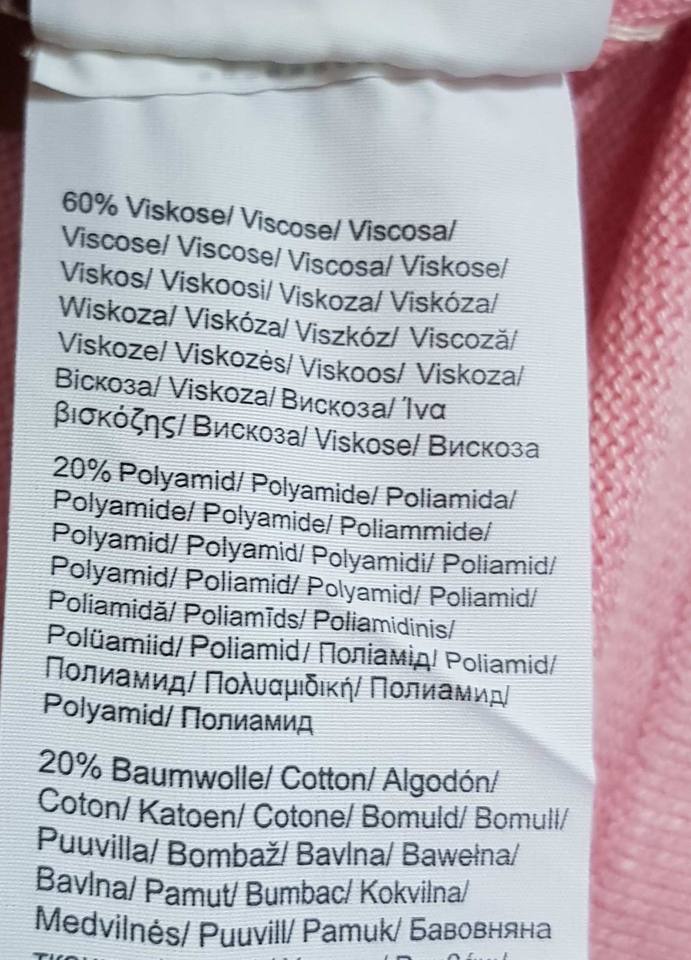 60% Viskose/ Viscose/ Viscosa/
Viscose/ Viscose/ Viscosa/ Viskose/
Viskos/ Viskoosi/ Viskoza/ Viskóza/
Wiskoza/ Viskóza/ Viszkóz/ Viscoză/
Viskoze/ Viskozės/ Viskoos/ Viskoza/
Віскоза/ Viskoza/ Вискоза/ Ίνα
βισκόζης/ Вискоза/ Viskose/ Вискоза
20% Polyamid/ Polyamide/ Poliamida/
Polyamide/ Polyamide/ Poliammide/
Polyamid/ Polyamid/ Polyamidi/ Poliamid/
Polyamid/ Poliamid/ Polyamid/ Poliamid/
Poliamidă/ Poliamīds/ Poliamidinis/
Polüamiid/ Poliamid/ Поліамід/ Poliamid/
Полиамид/ Πολυαμιδική/ Полиамид/
Polyamid/ Полиамид
20% Baumwolle/ Cotton/ Algodón/
Coton/ Katoen/ Cotone/ Bomuld/ Bomull/
Puuvilla/ Bombaž/ Bavlna/ Bawełna/
Bavlna/ Pamut/ Bumbac/ Kokvilna/
Medvilnės/ Puuvill/ Pamuk/ Бавовняна